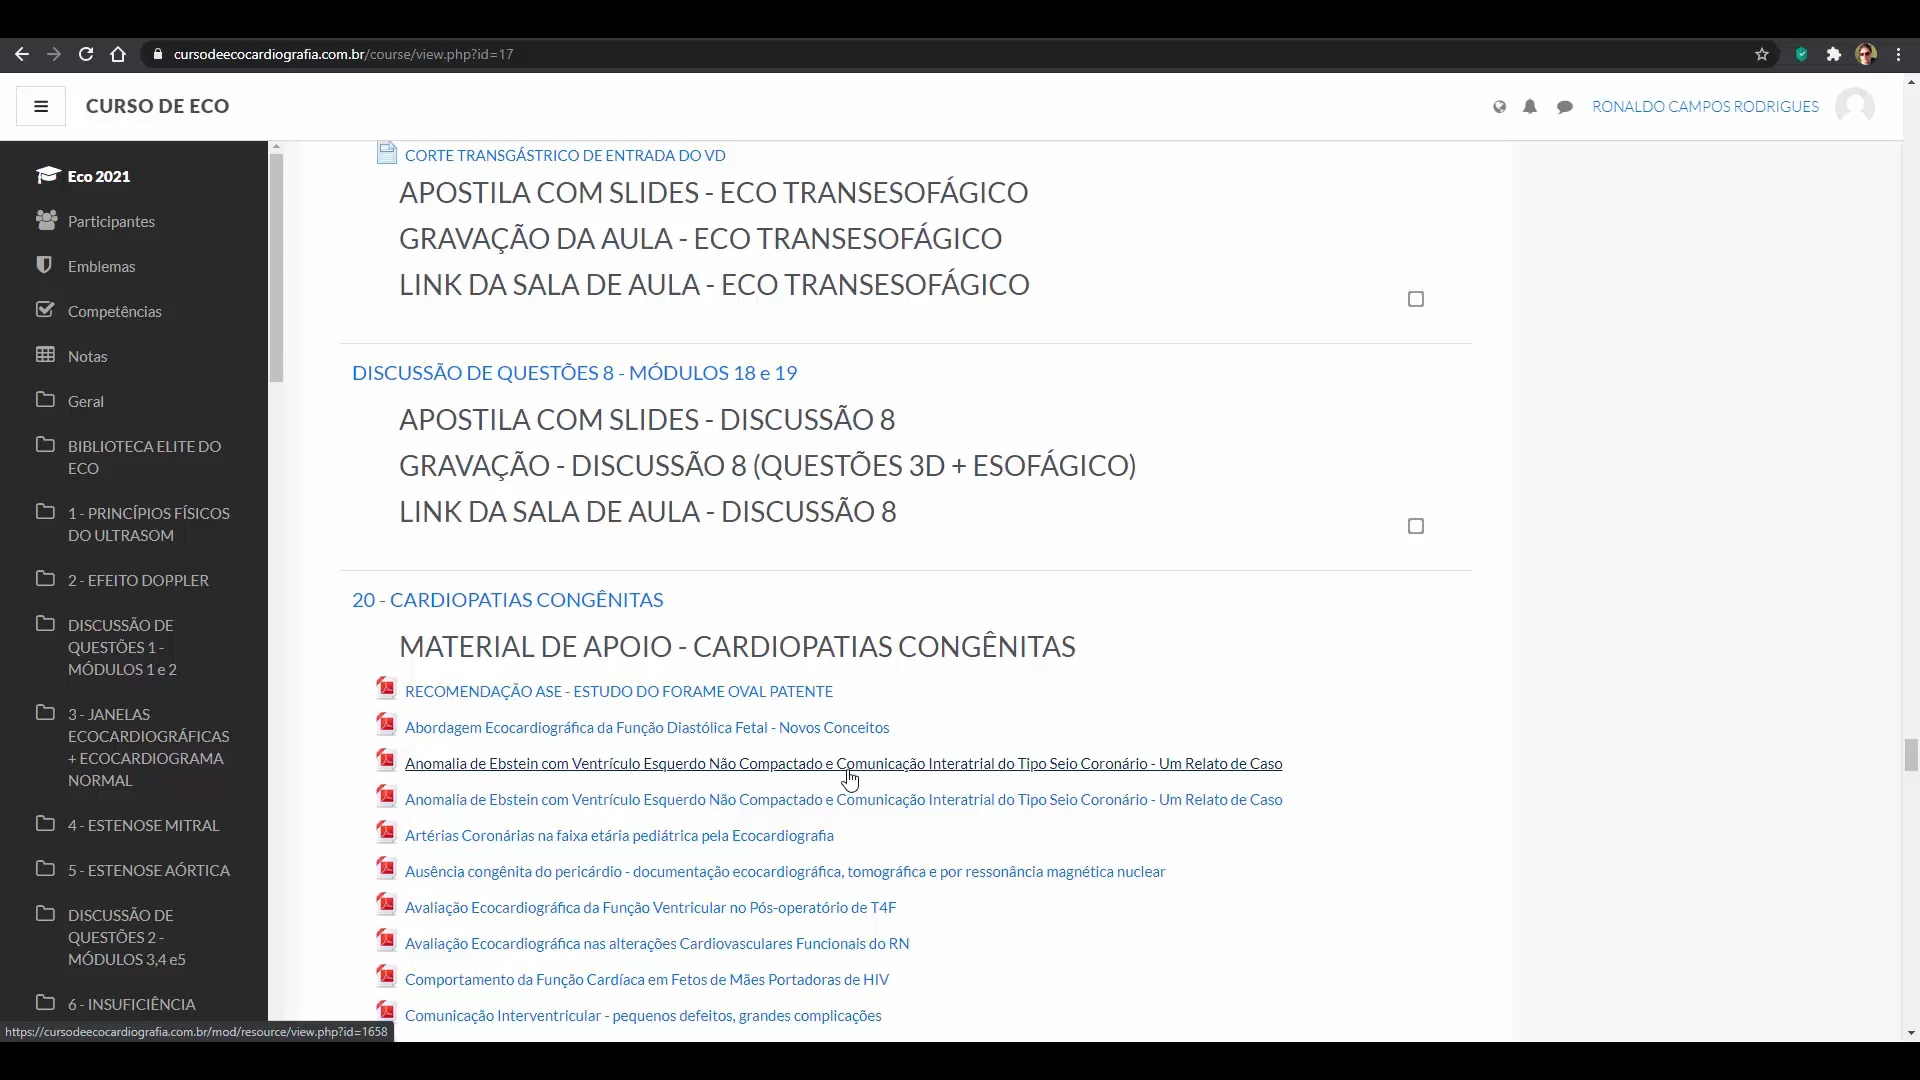 cursodeecocardiografia.com.br/course/view.php?id=17
CURSO DE ECO
RONALDO CAMPOS RODRIGUES
Eco 2021
Participantes
Emblemas
Competências
Notas
Geral
BIBLIOTECA ELITE DO
ECO
1 - PRINCÍPIOS FÍSICOS
DO ULTRASOM
2 - EFEITO DOPPLER
DISCUSSÃO DE
QUESTÕES 1 -
MÓDULOS 1 e 2
3 - JANELAS
ECOCARDIOGRÁFICAS
+ ECOCARDIOGRAMA
NORMAL
4 - ESTENOSE MITRAL
5 - ESTENOSE AÓRTICA
DISCUSSÃO DE
QUESTÕES 2 -
MÓDULOS 3,4 e5
6 - INSUFICIÊNCIA
https://cursodeecocardiografia.com.br/mod/resource/view.php?id=1658
CORTE TRANSGÁSTRICO DE ENTRADA DO VD
APOSTILA COM SLIDES - ECO TRANSESOFÁGICO
GRAVAÇÃO DA AULA - ECO TRANSESOFÁGICO
LINK DA SALA DE AULA - ECO TRANSESOFÁGICO
DISCUSSÃO DE QUESTÕES 8 - MÓDULOS 18 e 19
APOSTILA COM SLIDES - DISCUSSÃO 8
GRAVAÇÃO - DISCUSSÃO 8 (QUESTÕES 3D + ESOFÁGICO)
LINK DA SALA DE AULA - DISCUSSÃO 8
20 - CARDIOPATIAS CONGÊNITAS
MATERIAL DE APOIO - CARDIOPATIAS CONGÊNITAS
RECOMENDAÇÃO ASE - ESTUDO DO FORAME OVAL PATENTE
Abordagem Ecocardiográfica da Função Diastólica Fetal - Novos Conceitos
Anomalia de Ebstein com Ventrículo Esquerdo Não Compactado e Comunicação Interatrial do Tipo Seio Coronário - Um Relato de Caso
Anomalia de Ebstein com Ventrículo Esquerdo Não Compactado e Comunicação Interatrial do Tipo Seio Coronário - Um Relato de Caso
Artérias Coronárias na faixa etária pediátrica pela Ecocardiografia
Ausência congênita do pericárdio - documentação ecocardiográfica, tomográfica e por ressonância magnética nuclear
Avaliação Ecocardiográfica da Função Ventricular no Pós-operatório de T4F
Avaliação Ecocardiográfica nas alterações Cardiovasculares Funcionais do RN
Comportamento da Função Cardíaca em Fetos de Mães Portadoras de HIV
Comunicação Interventricular - pequenos defeitos, grandes complicações